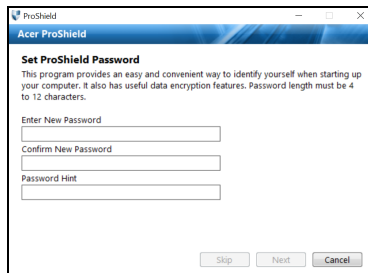 ProShield
Acer ProShield
Set ProShield Password
This program provides an easy and convenient way to identify yourself when starting up
your computer. It also has useful data encryption features. Password length must be 4
to 12 characters.
Enter New Password
Confirm New Password
Password Hint
Skip Next Cancel